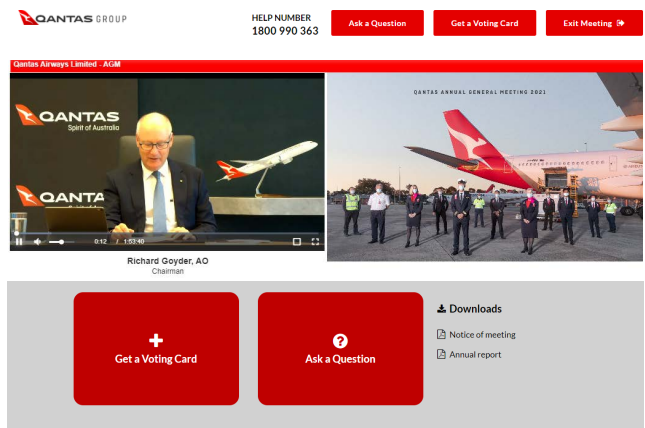 QANTAS GROUP
HELP NUMBER
1800 990 363
Ask a Question
Get a Voting Card
Exit Meeting
Qantas Airways Limited - AGM
QANTAS
Spirit of Australia
QANTA
0:12 / 1:53:40
QANTAS ANNUAL GENERAL MEETING 2021
Richard Goyder, AO
Chairman
Get a Voting Card
Ask a Question
Downloads
Notice of meeting
Annual report